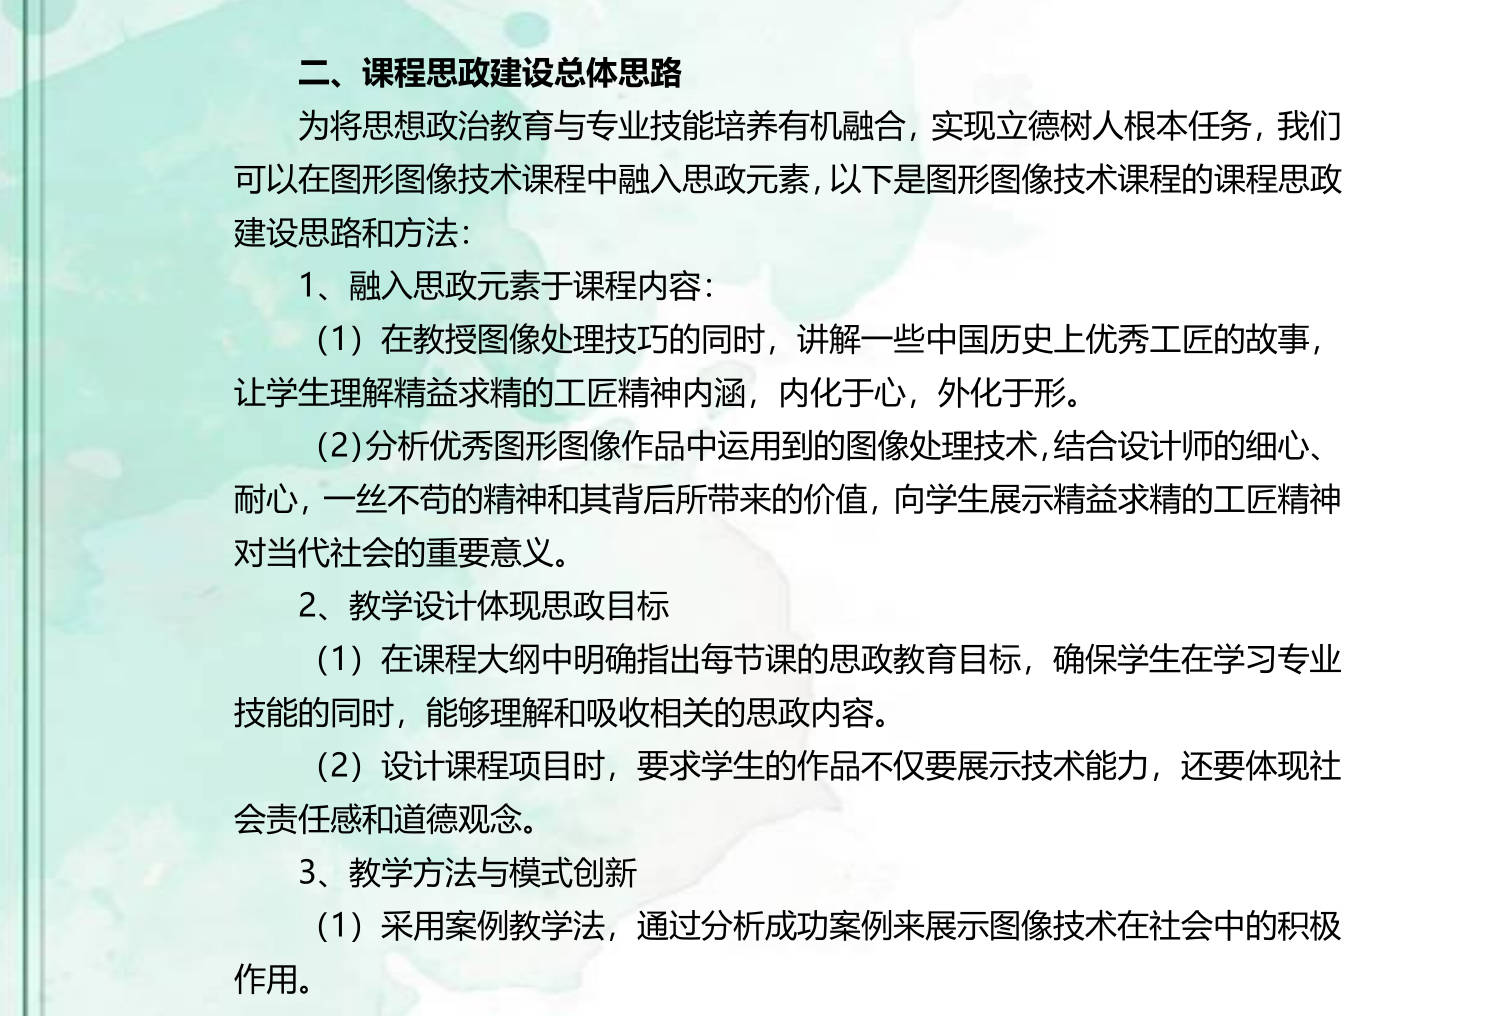 二、课程思政建设总体思路
为将思想政治教育与专业技能培养有机融合，实现立德树人根本任务，我们
可以在图形图像技术课程中融入思政元素，以下是图形图像技术课程的课程思政
建设思路和方法：
1、融入思政元素于课程内容：
（1）在教授图像处理技巧的同时，讲解一些中国历史上优秀工匠的故事，
让学生理解精益求精的工匠精神内涵，内化于心，外化于形。
（2）分析优秀图形图像作品中运用到的图像处理技术，结合设计师的细心、
耐心，一丝不苟的精神和其背后所带来的价值，向学生展示精益求精的工匠精神
对当代社会的重要意义。
2、教学设计体现思政目标
（1）在课程大纲中明确指出每节课的思政教育目标，确保学生在学习专业
技能的同时，能够理解和吸收相关的思政内容。
（2）设计课程项目时，要求学生的作品不仅要展示技术能力，还要体现社
会责任感和道德观念。
3、教学方法与模式创新
（1）采用案例教学法，通过分析成功案例来展示图像技术在社会中的积极
作用。